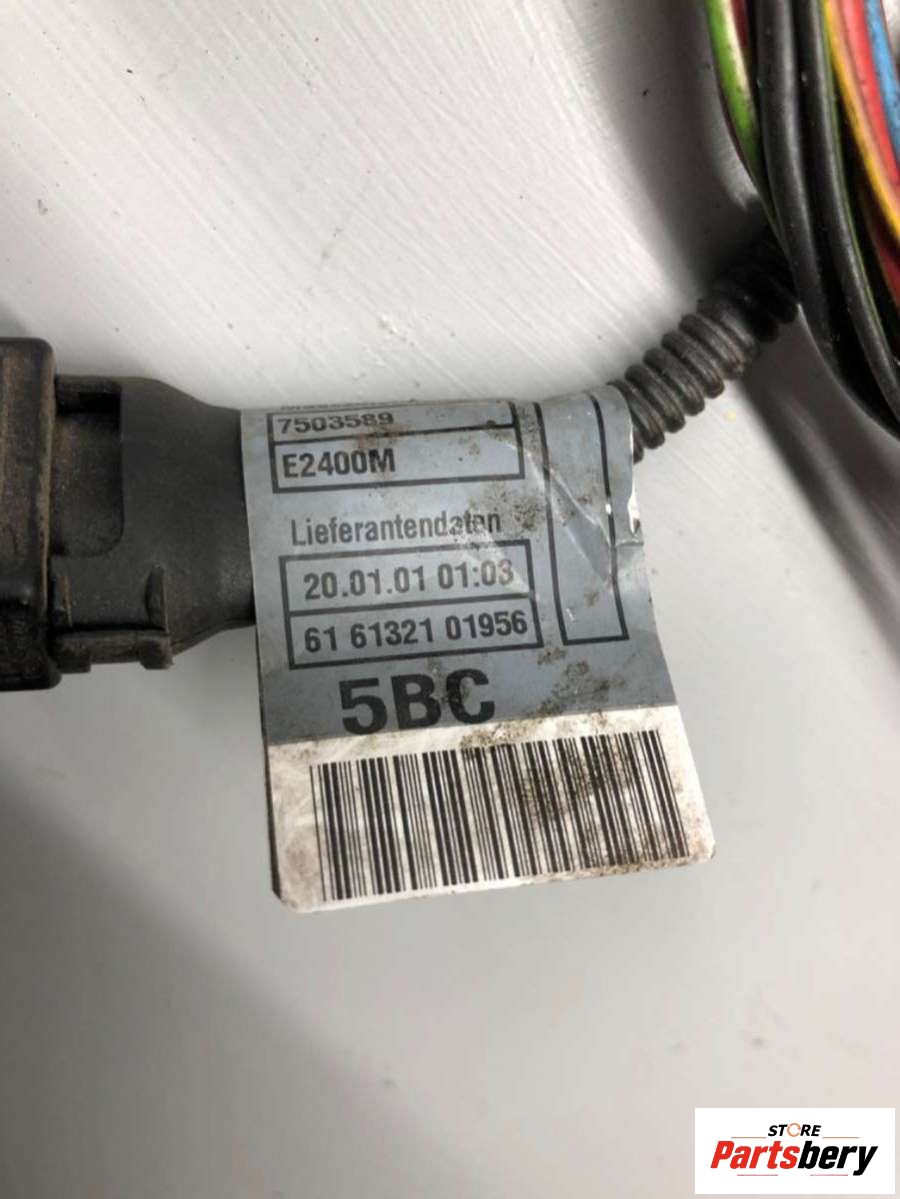 7503589
E2400M
Lieferantendaten
20.01.01 01:03
61 61321 01956
5BC
STORE
Partsbery